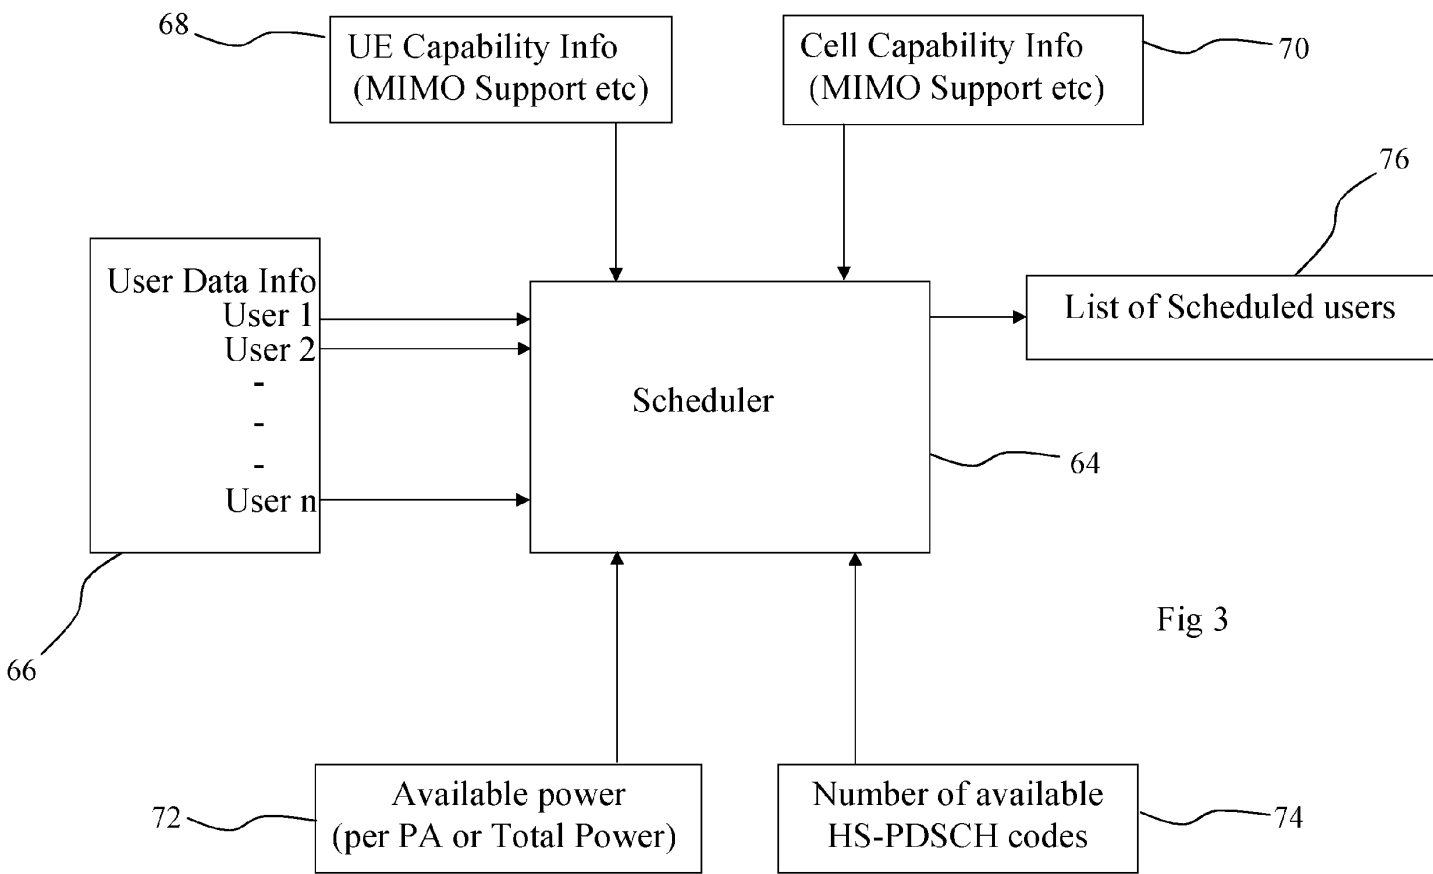 68
UE Capability Info
(MIMO Support etc)
Cell Capability Info
(MIMO Support etc)
70
76
User Data Info
User 1
User 2
-
-
-
User n
Scheduler
List of Scheduled users
64
66
Fig 3
72
Available power
(per PA or Total Power)
Number of available
HS-PDSCH codes
74